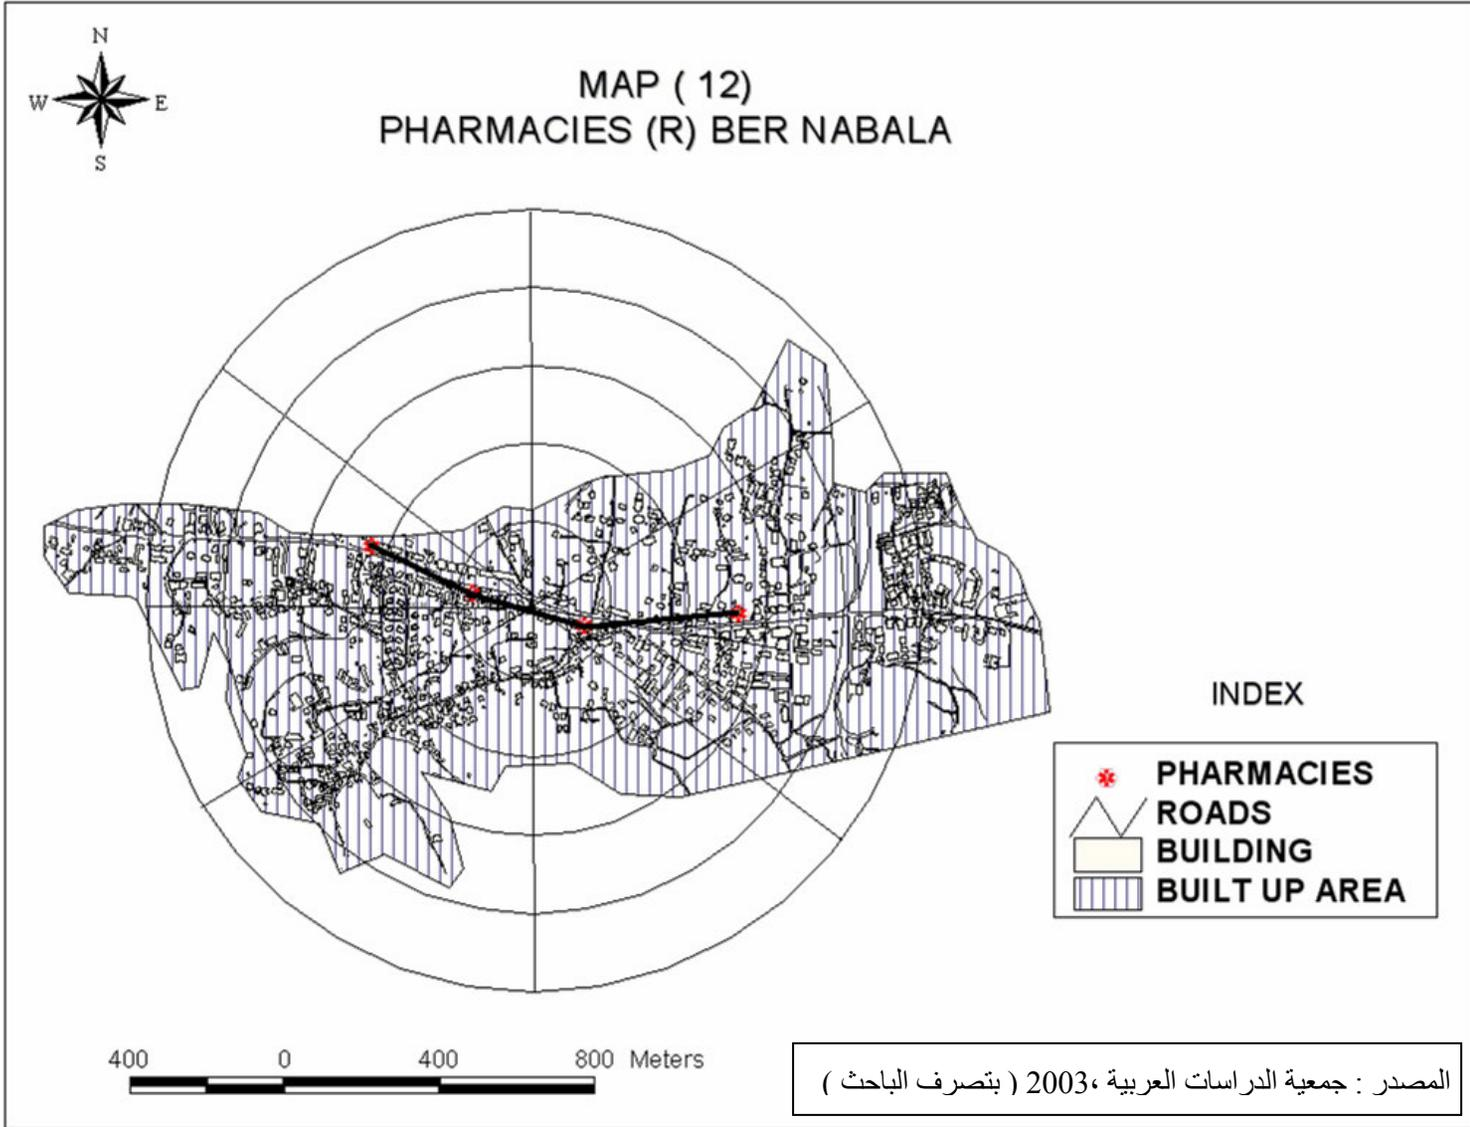 N
W E
S
MAP ( 12)
PHARMACIES (R) BER NABALA
INDEX
PHARMACIES
ROADS
BUILDING
BUILT UP AREA
400 0 400 800 Meters
المصدر : جمعية الدراسات العربية ،2003 ( بتصرف الباحث )